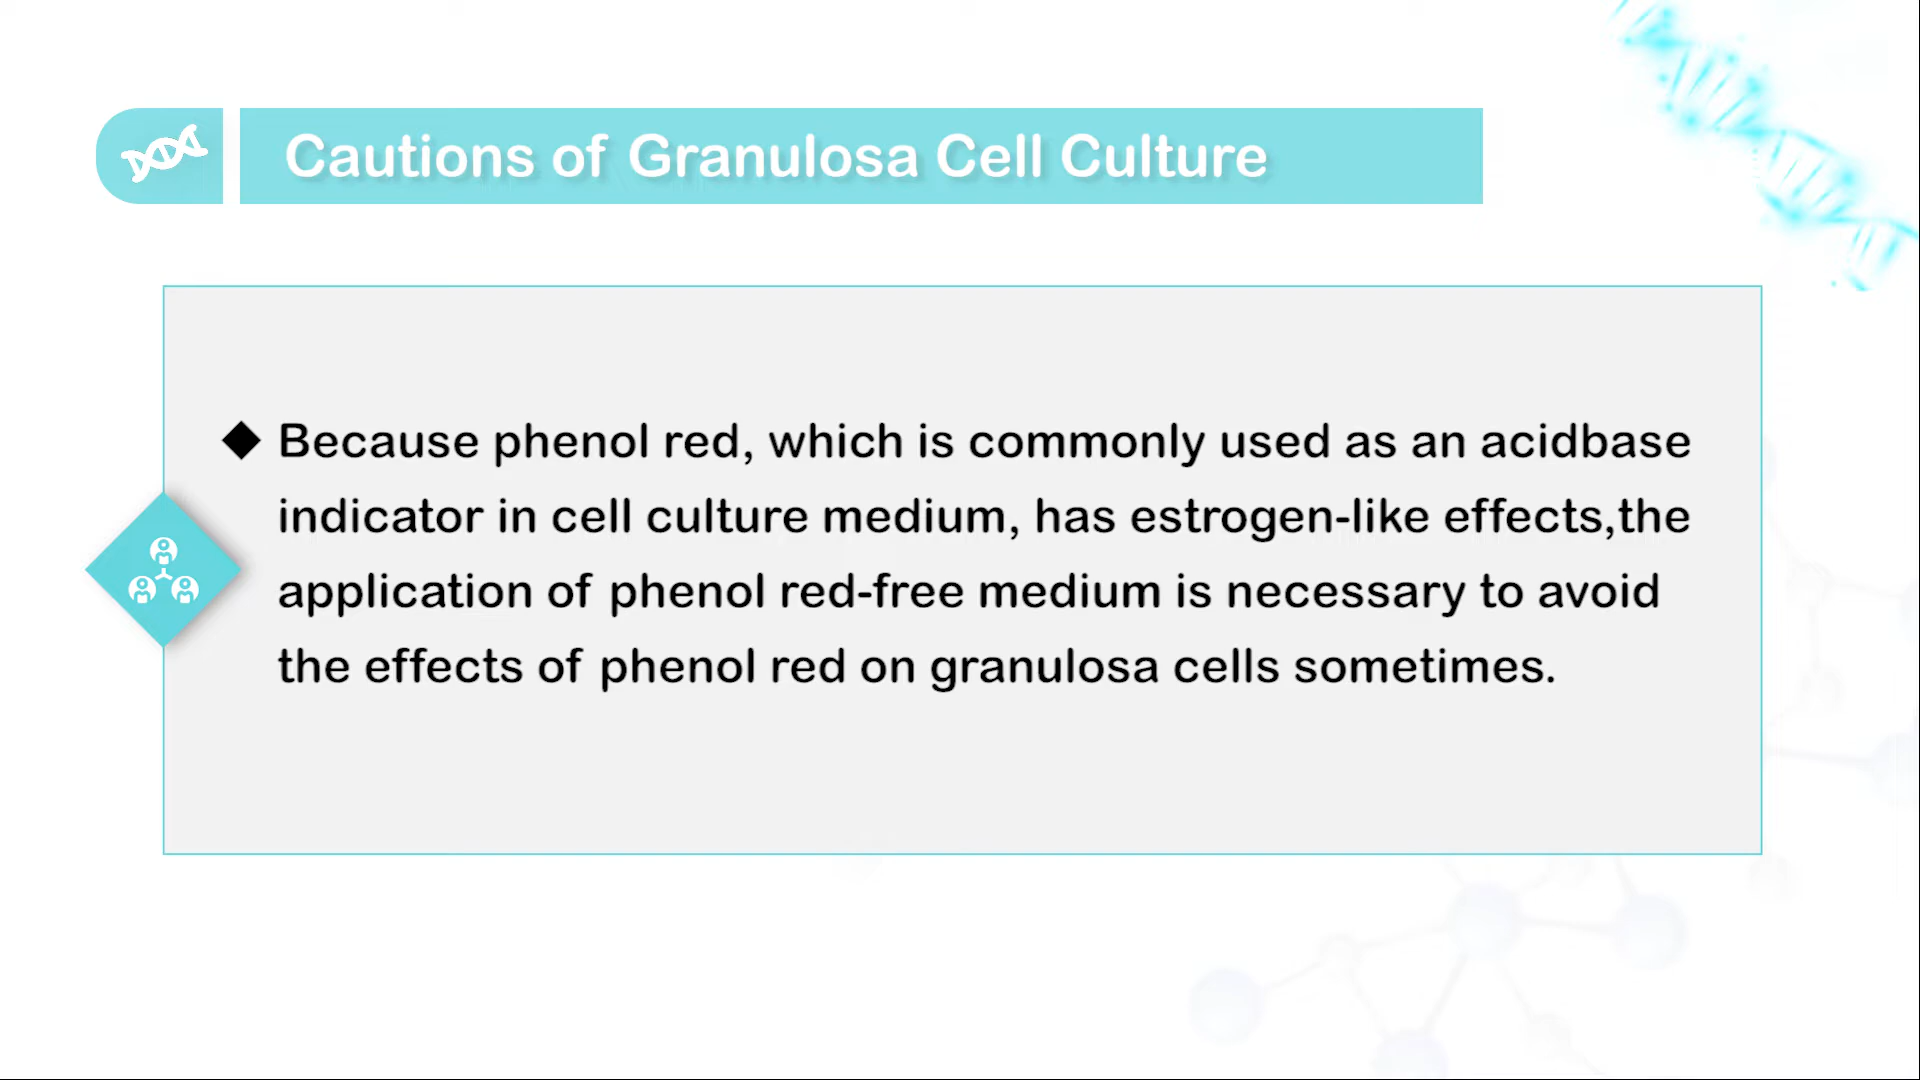 Cautions of Granulosa Cell Culture
◆ Because phenol red, which is commonly used as an acidbase
indicator in cell culture medium, has estrogen-like effects,the
application of phenol red-free medium is necessary to avoid
the effects of phenol red on granulosa cells sometimes.